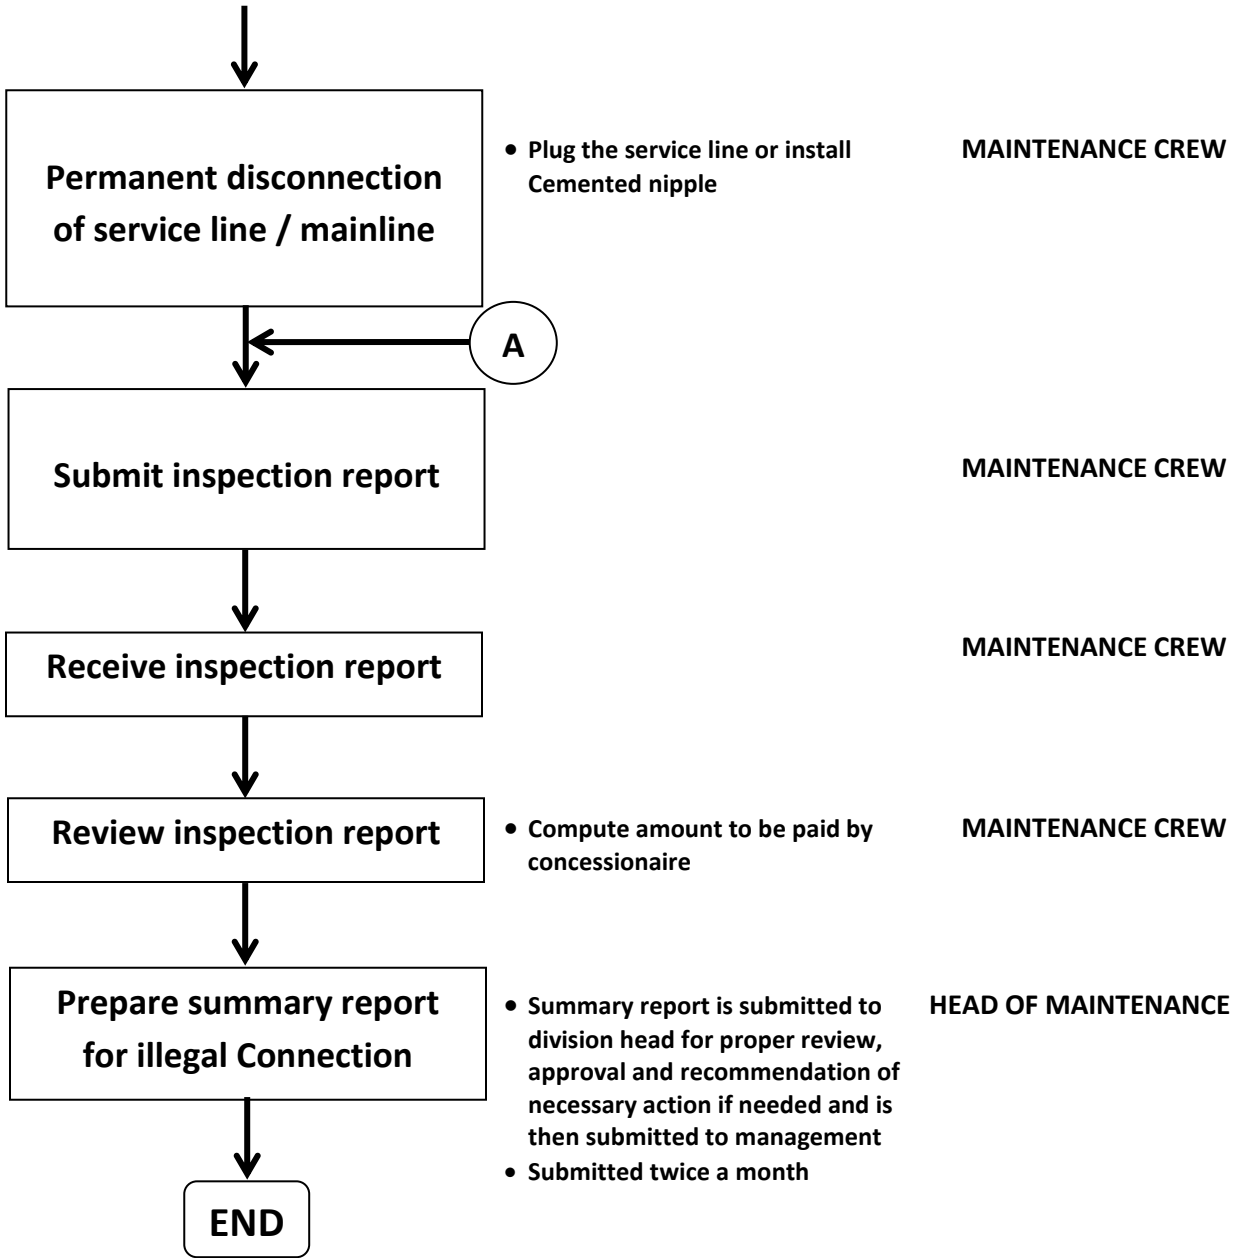 Permanent disconnection
of service line / mainline
• Plug the service line or install
Cemented nipple
MAINTENANCE CREW
A
Submit inspection report
MAINTENANCE CREW
Receive inspection report
MAINTENANCE CREW
Review inspection report
• Compute amount to be paid by
concessionaire
MAINTENANCE CREW
Prepare summary report
for illegal Connection
• Summary report is submitted to
division head for proper review,
approval and recommendation of
necessary action if needed and is
then submitted to management
• Submitted twice a month
HEAD OF MAINTENANCE
END